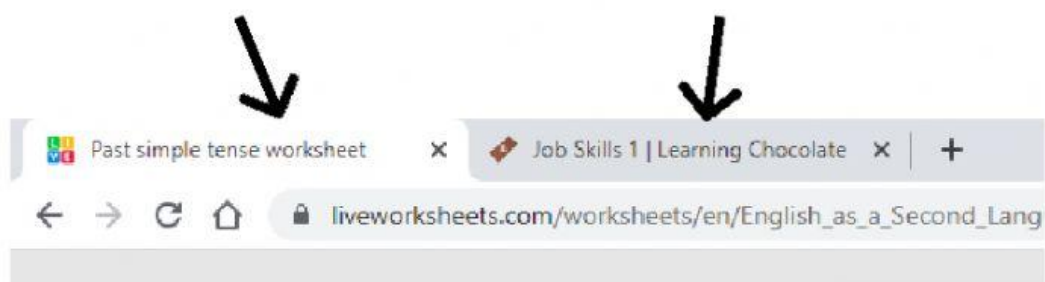 Past simple tense worksheet
Job Skills 1 | Learning Chocolate
liveworksheets.com/worksheets/en/English_as_a_Second_Lang